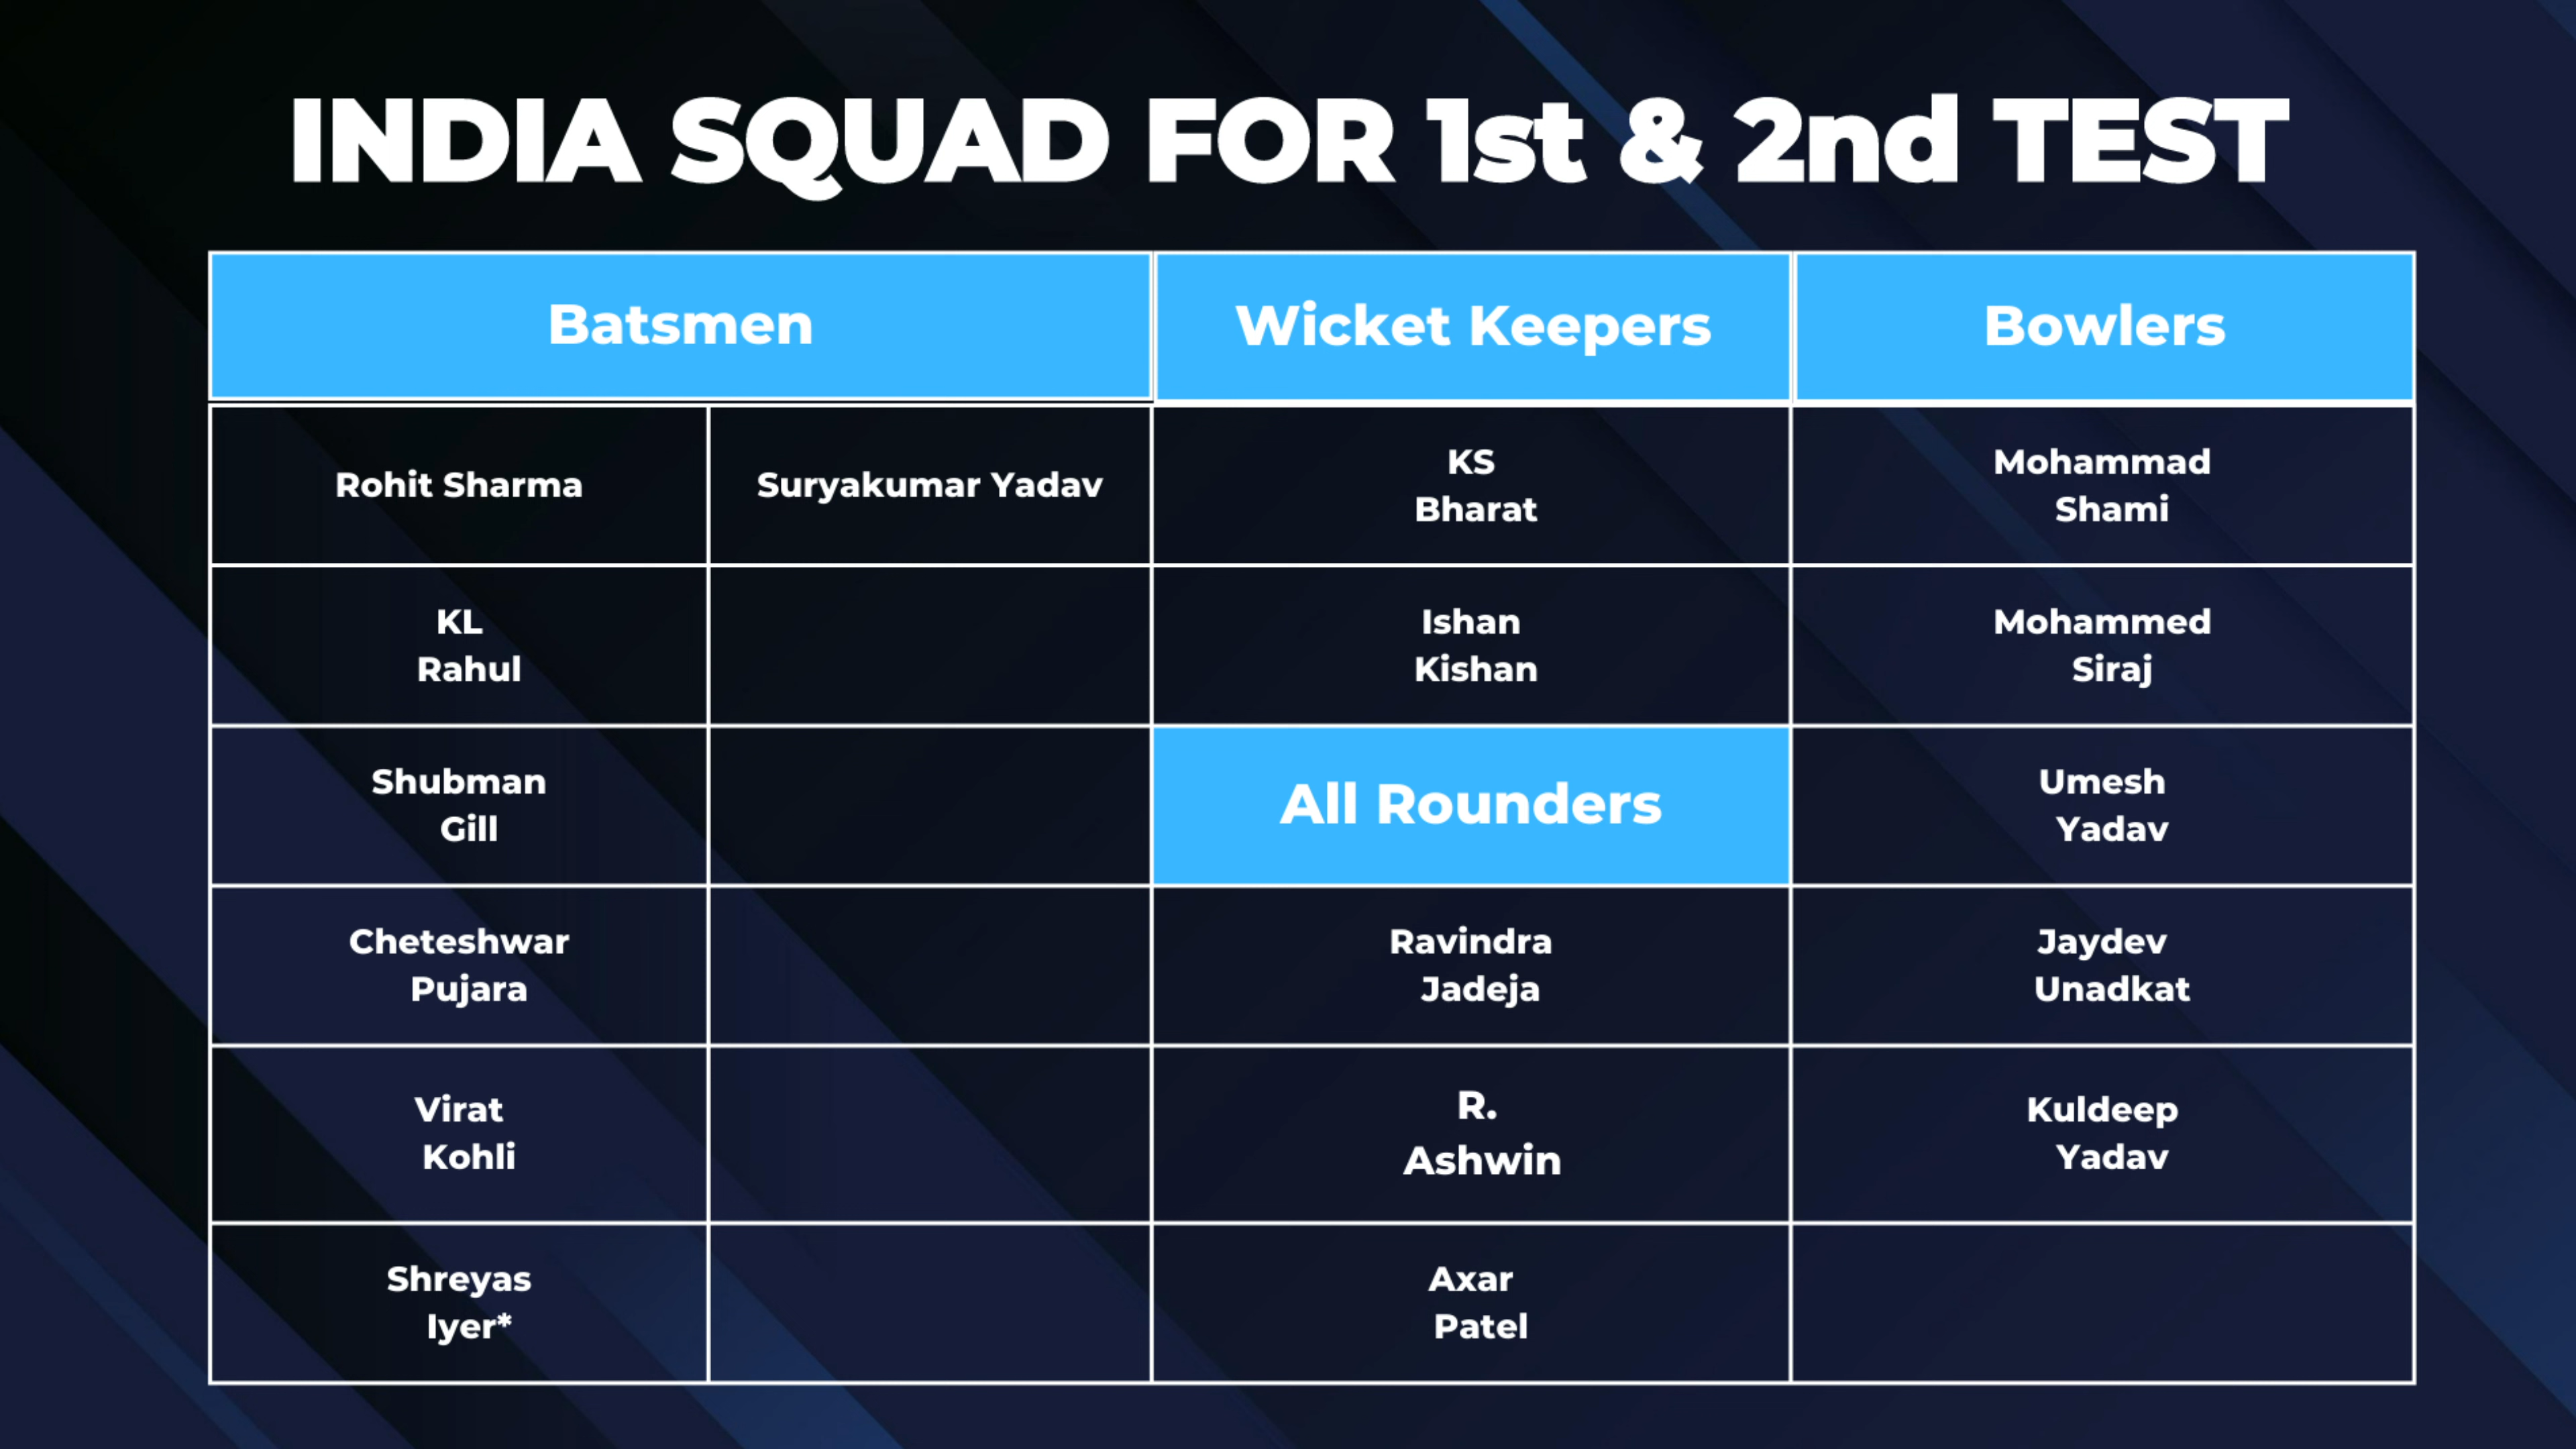 INDIA SQUAD FOR 1st & 2nd TEST
Batsmen
Wicket Keepers
Bowlers
Rohit Sharma
Suryakumar Yadav
KS
Bharat
Mohammad
Shami
KL
Rahul
Ishan
Kishan
Mohammed
Siraj
Shubman
Gill
All Rounders
Umesh
Yadav
Cheteshwar
Pujara
Ravindra
Jadeja
Jaydev
Unadkat
Virat
Kohli
R.
Ashwin
Kuldeep
Yadav
Shreyas
Iyer*
Axar
Patel